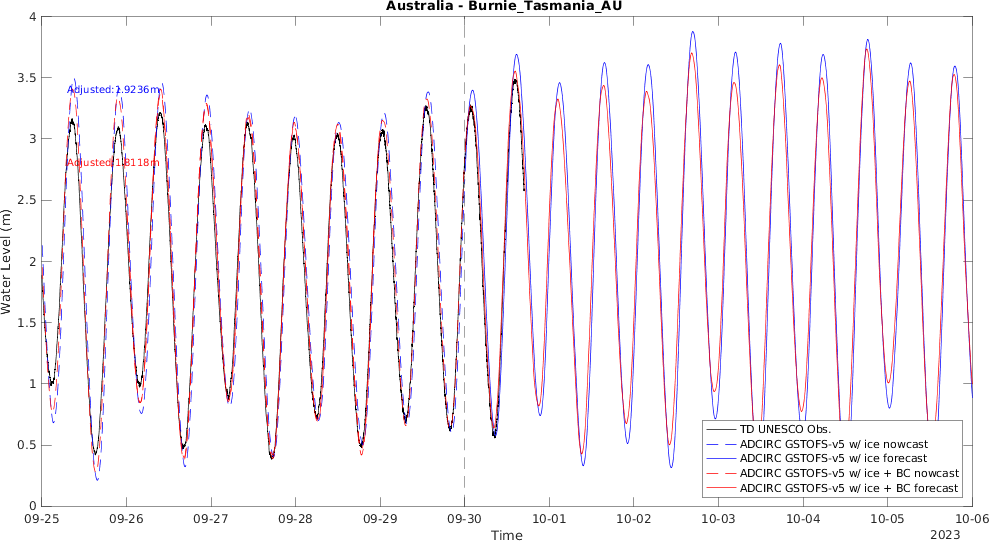 Australia - Burnie_Tasmania_AU
4
3.5
3
2.5
2
1.5
1
0.5
0
Water Level (m)
Adjusted:1.9236m
Adjusted:1.8118m
TD UNESCO Obs.
ADCIRC GSTOFS-v5 w/ ice nowcast
ADCIRC GSTOFS-v5 w/ ice forecast
ADCIRC GSTOFS-v5 w/ ice + BC nowcast
ADCIRC GSTOFS-v5 w/ ice + BC forecast
09-25 09-26 09-27 09-28 09-29 09-30 10-01 10-02 10-03 10-04 10-05 10-06
Time
2023